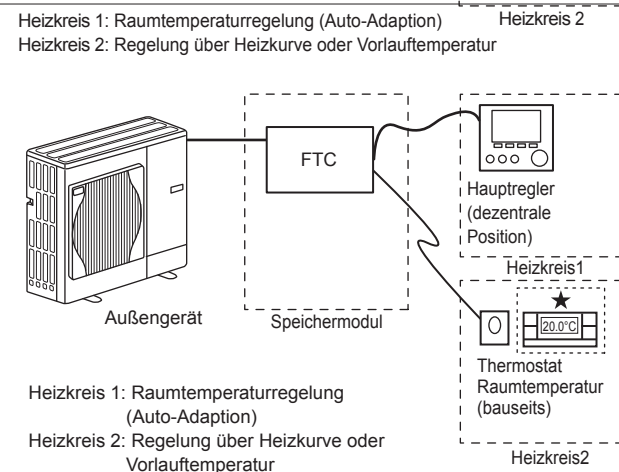 Heizkreis 2
Heizkreis 1: Raumtemperaturregelung (Auto-Adaption)
Heizkreis 2: Regelung über Heizkurve oder Vorlauftemperatur
FTC
Hauptregler
(dezentrale
Position)
Heizkreis1
Außengerät
Speichermodul
20.0°C
Thermostat
Raumtemperatur
(bauseits)
Heizkreis 1: Raumtemperaturregelung
(Auto-Adaption)
Heizkreis 2: Regelung über Heizkurve oder
Vorlauftemperatur
Heizkreis2